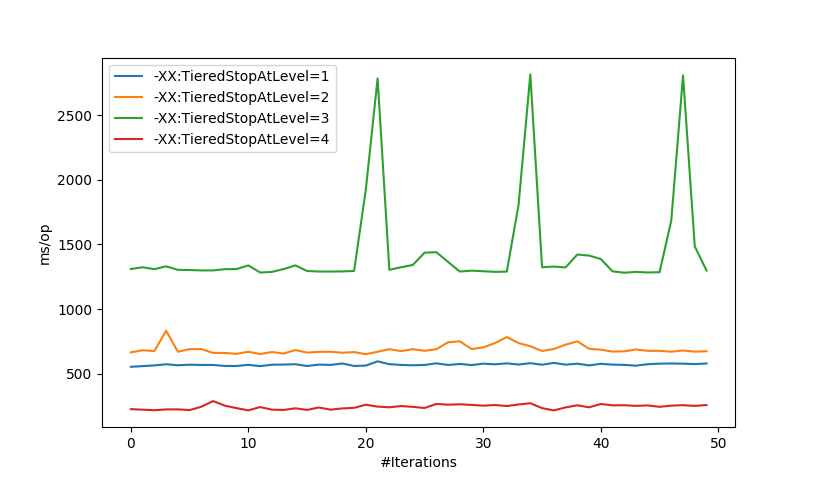 -XX:TieredStopAtLevel=1
-XX:TieredStopAtLevel=2
-XX:TieredStopAtLevel=3
-XX:TieredStopAtLevel=4
2500
2000
1500
1000
500
ms/op
0 10 20 30 40 50
#Iterations